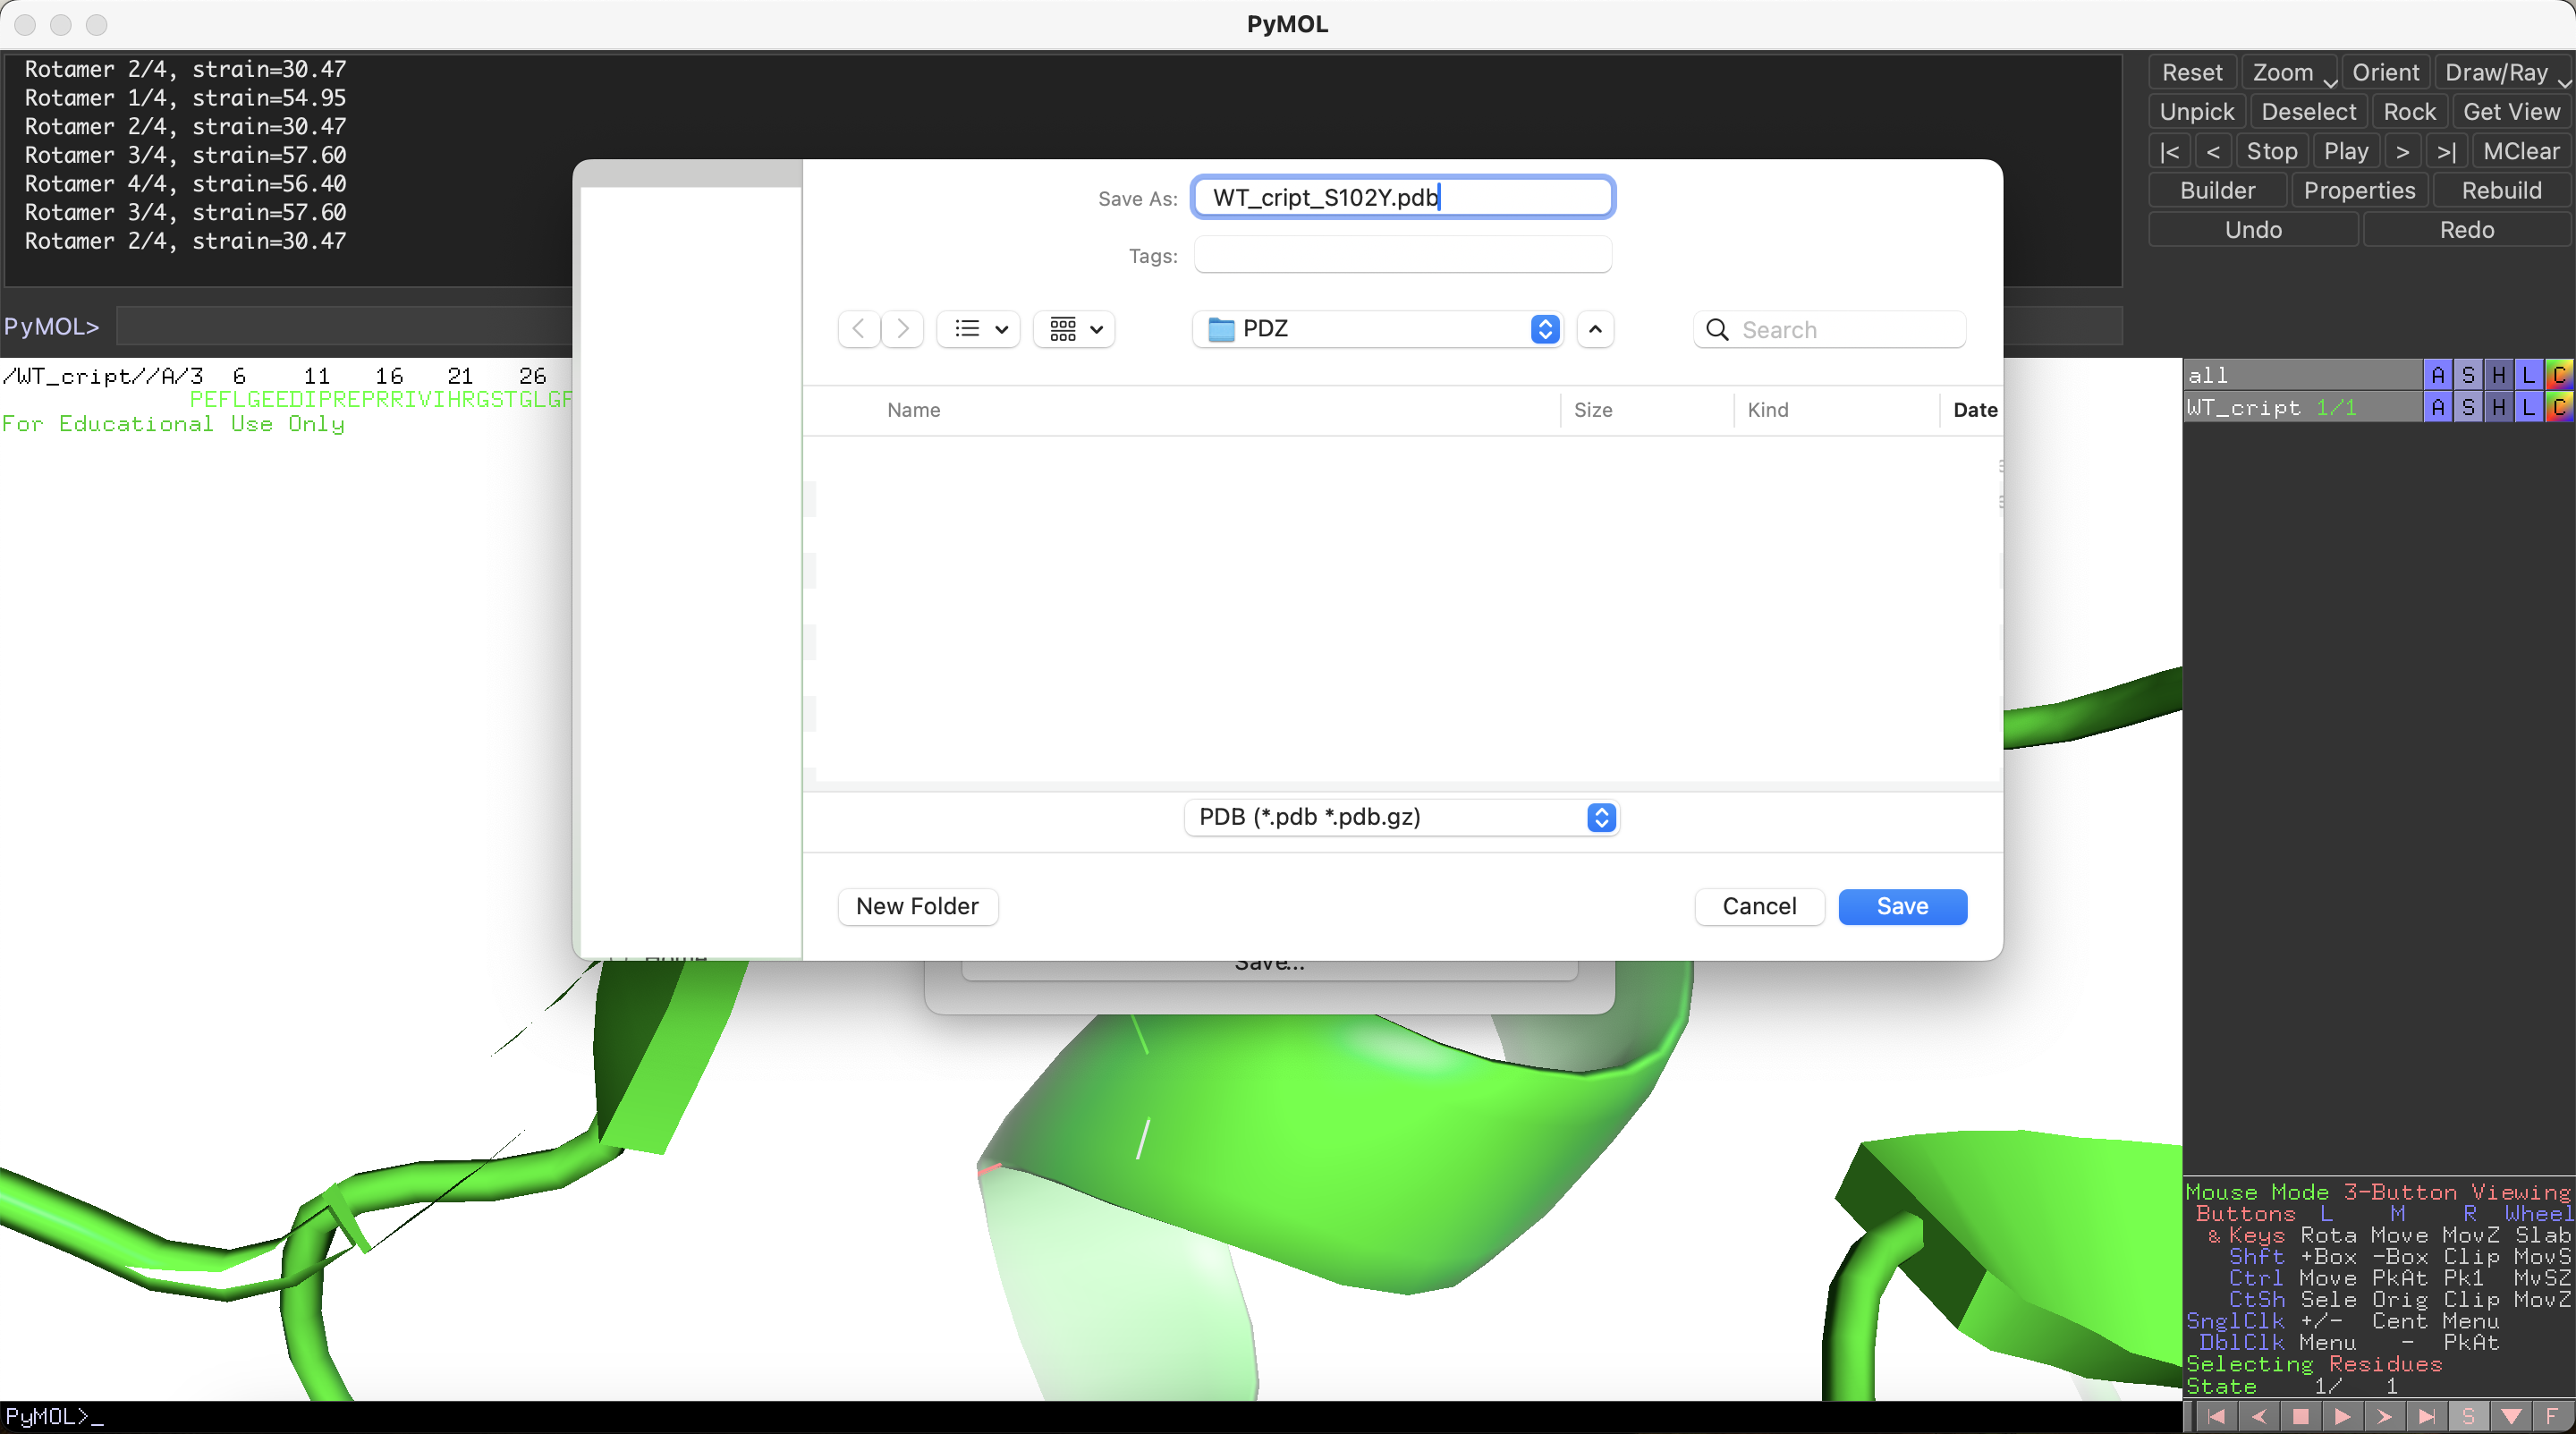 PyMOL
Rotamer 2/4, strain=30.47
Rotamer 1/4, strain=54.95
Rotamer 2/4, strain=30.47
Rotamer 3/4, strain=57.60
Rotamer 4/4, strain=56.40
Rotamer 3/4, strain=57.60
Rotamer 2/4, strain=30.47
PyMOL>
Reset Zoom Orient Draw/Ray
Unpick Deselect Rock Get View
|< < Stop Play > >| MClear
Builder Properties Rebuild
Undo Redo
Save As: WT_cript_S102Y.pdb
Tags:
PDZ
Search
Name Size Kind Date
PDB (*.pdb *.pdb.gz)
New Folder Cancel Save
Save...
/WT_cript//A/3 6 11 16 21 26
PEFLGEEDIPREPRRIVIHRGSTGLGF
For Educational Use Only
all A S H L C
WT_cript 1/1 A S H L C
Mouse Mode 3-Button Viewing
Buttons L M R Wheel
& Keys Rota Move MovZ Slab
Shft +Box -Box Clip MovS
Ctrl Move PkAt Pk1 MvSZ
CtSh Sele Orig Clip MovZ
SnglClk +/- Cent Menu
DblClk Menu - PkAt
Selecting Residues
State 1/ 1
PyMOL>_
S F